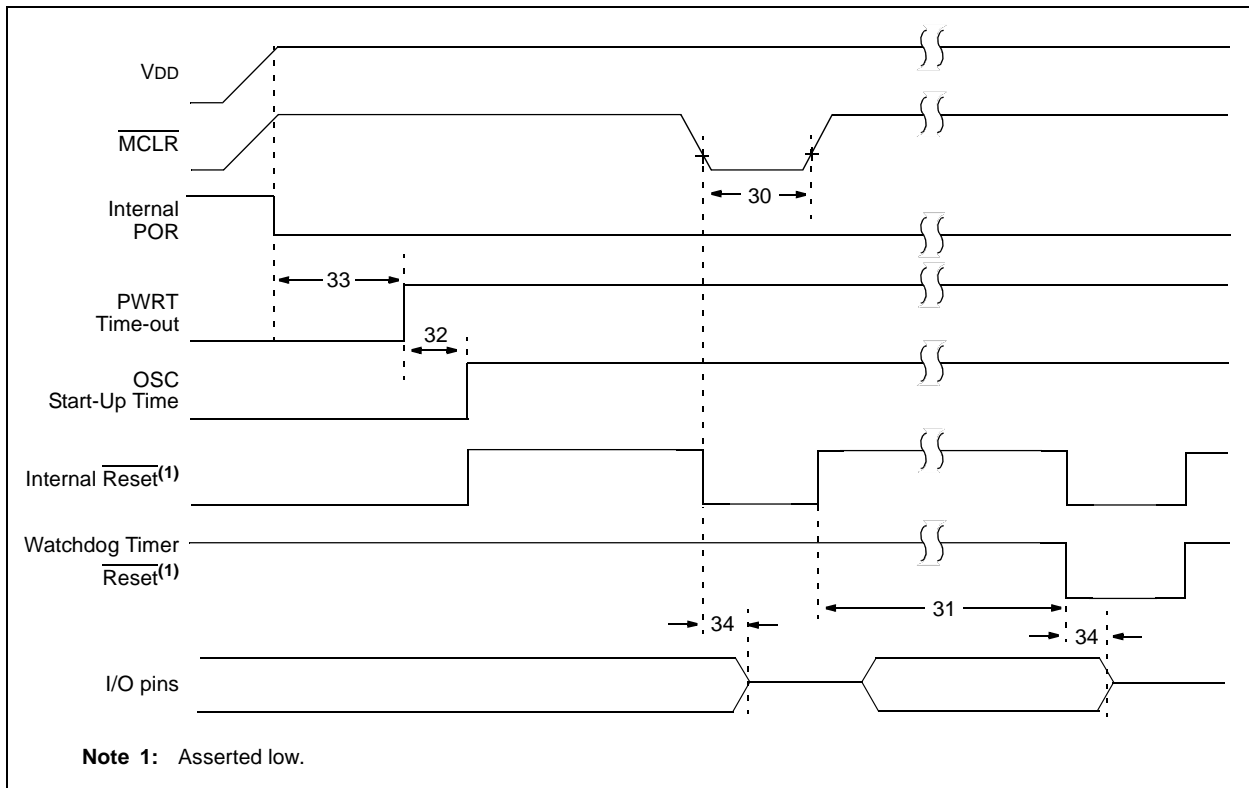 VDD
MCLR
30
Internal
POR
33
PWRT
Time-out
32
OSC
Start-Up Time
Internal Reset(1)
Watchdog Timer
Reset(1)
31
34
34
I/O pins
Note 1: Asserted low.